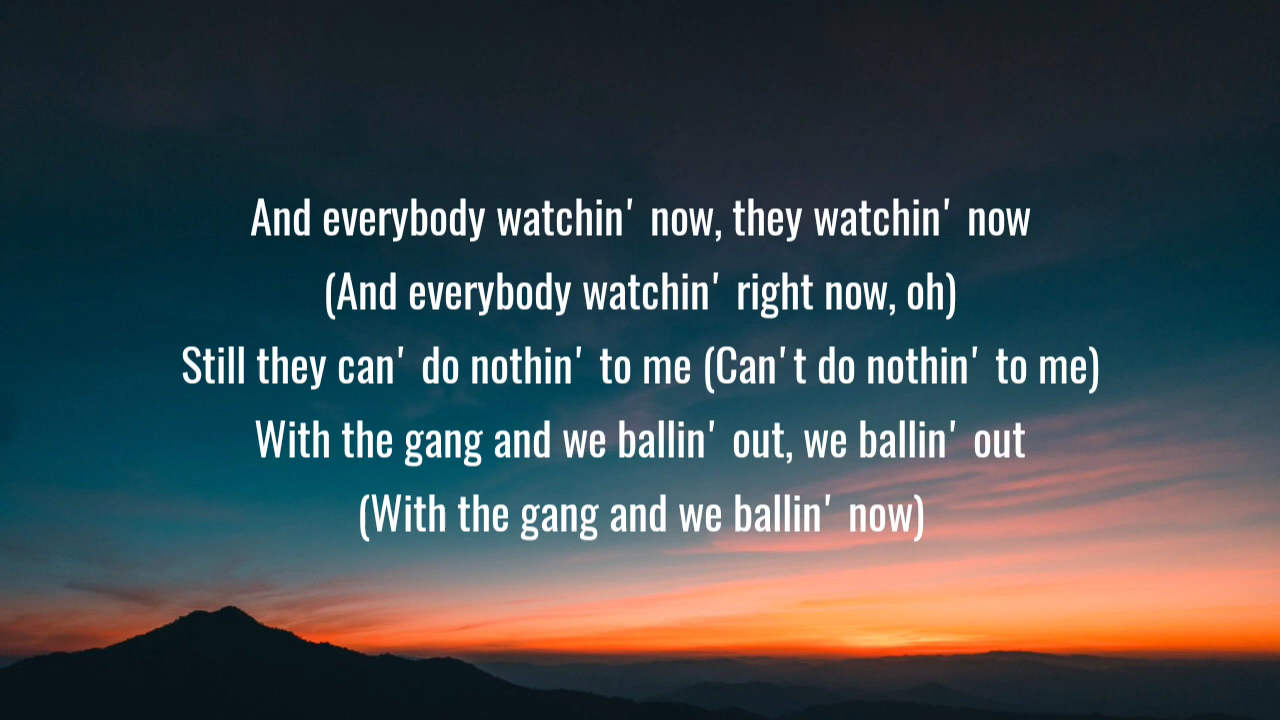 And everybody watchin' now, they watchin' now
(And everybody watchin' right now, oh)
Still they can' do nothin' to me (Can't do nothin' to me)
With the gang and we ballin' out, we ballin' out
(With the gang and we ballin' now)